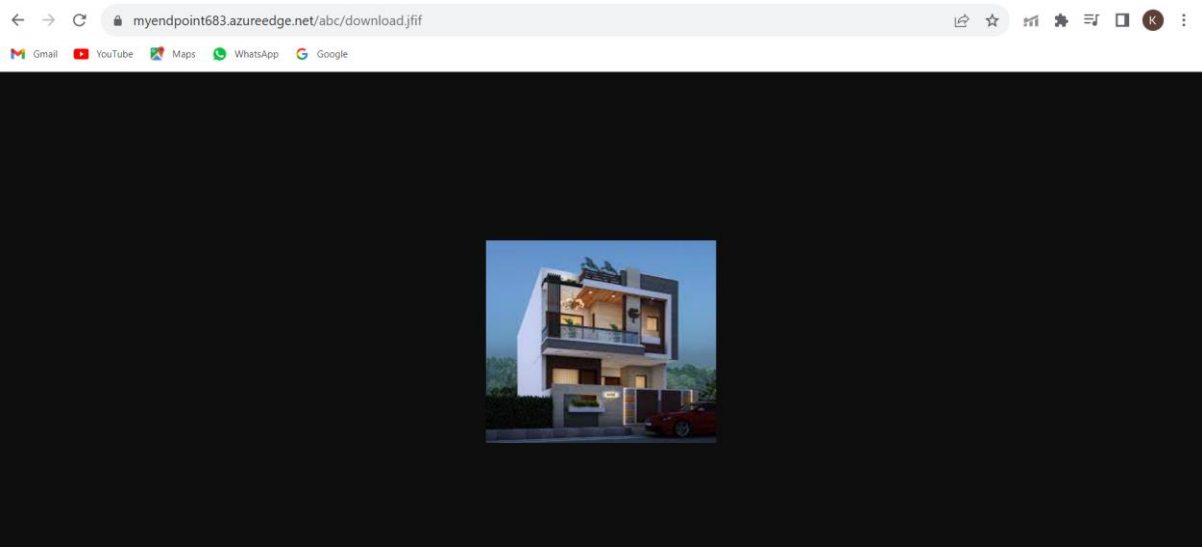 myendpoint683.azureedge.net/abc/download.jfif
K
Gmail YouTube Maps WhatsApp Google